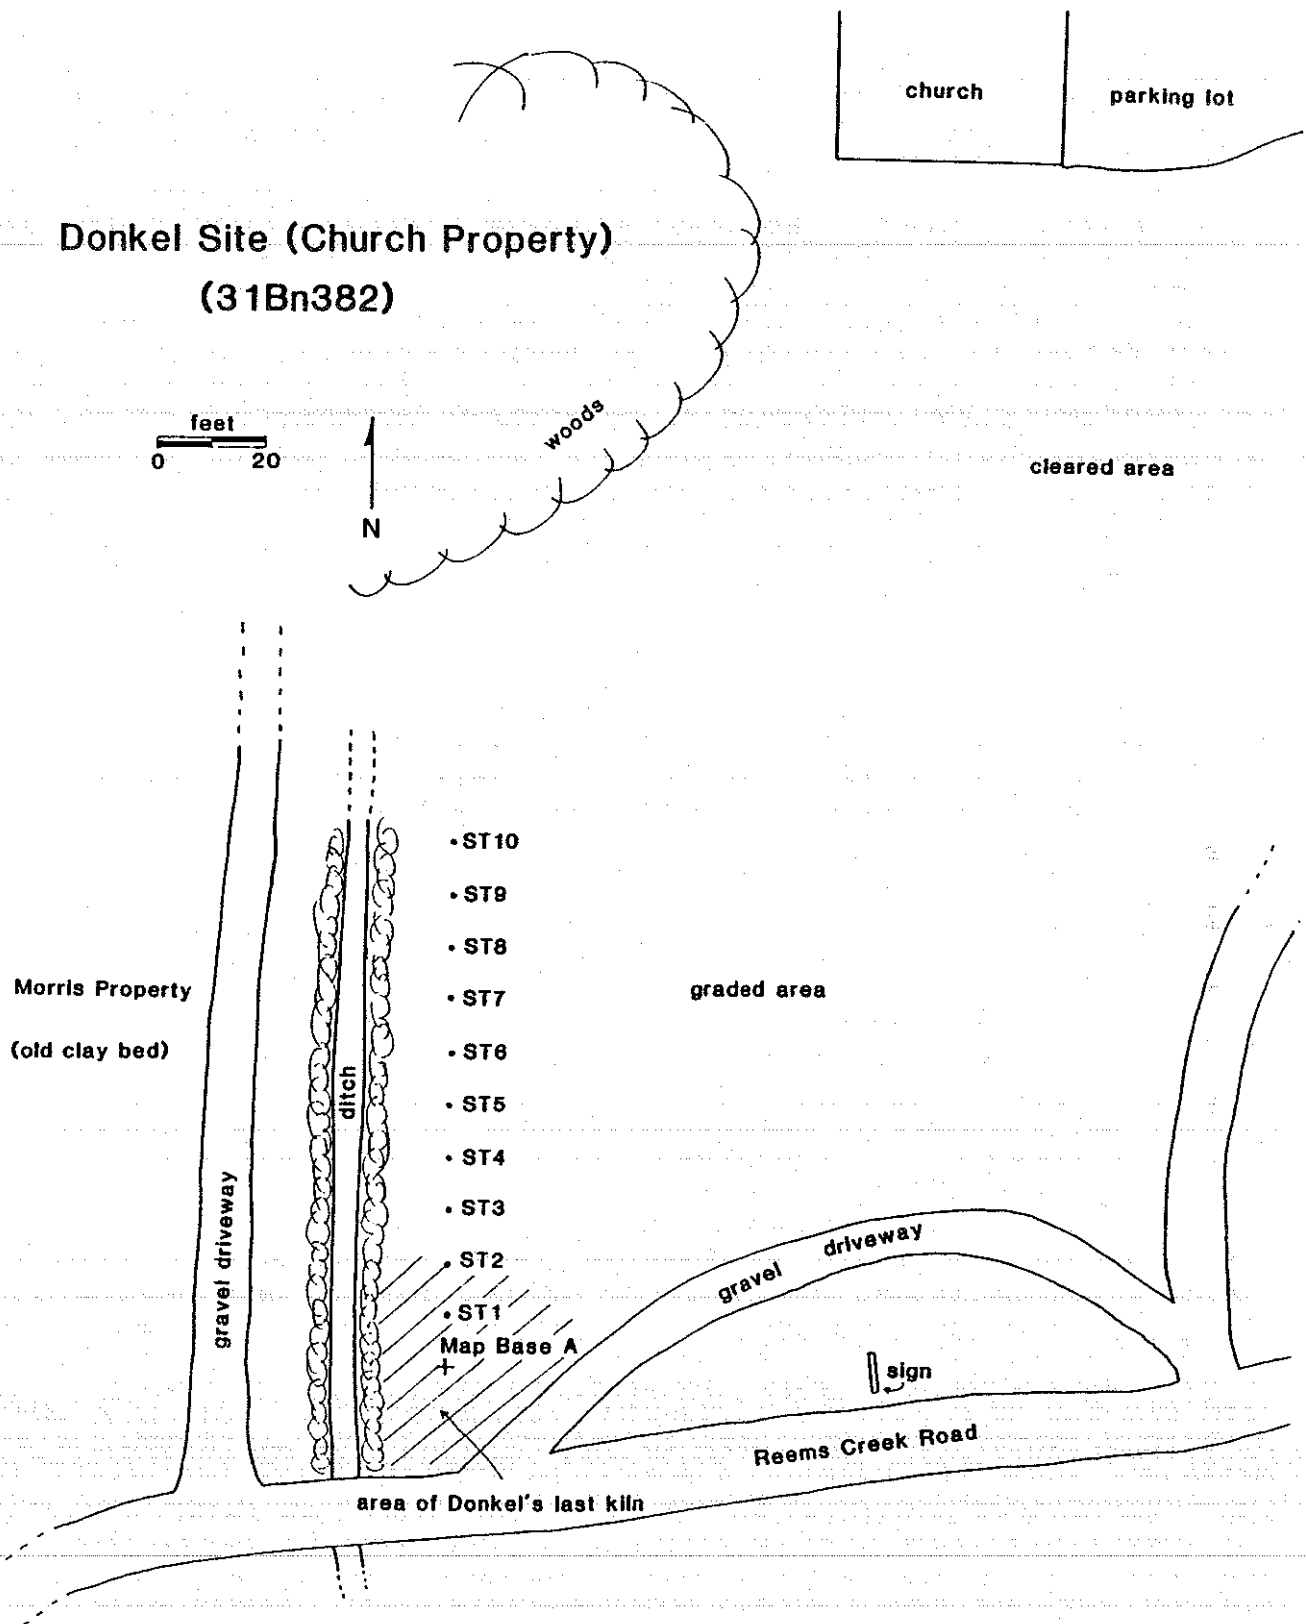 church
parking lot
Donkel Site (Church Property)
(31Bn382)
feet
0 20
N
woods
cleared area
ST10
ST9
ST8
ST7
ST6
ST5
ST4
ST3
ST2
ST1
Map Base A
Morris Property
(old clay bed)
graded area
ditch
gravel driveway
gravel driveway
sign
Reems Creek Road
area of Donkel's last kiln